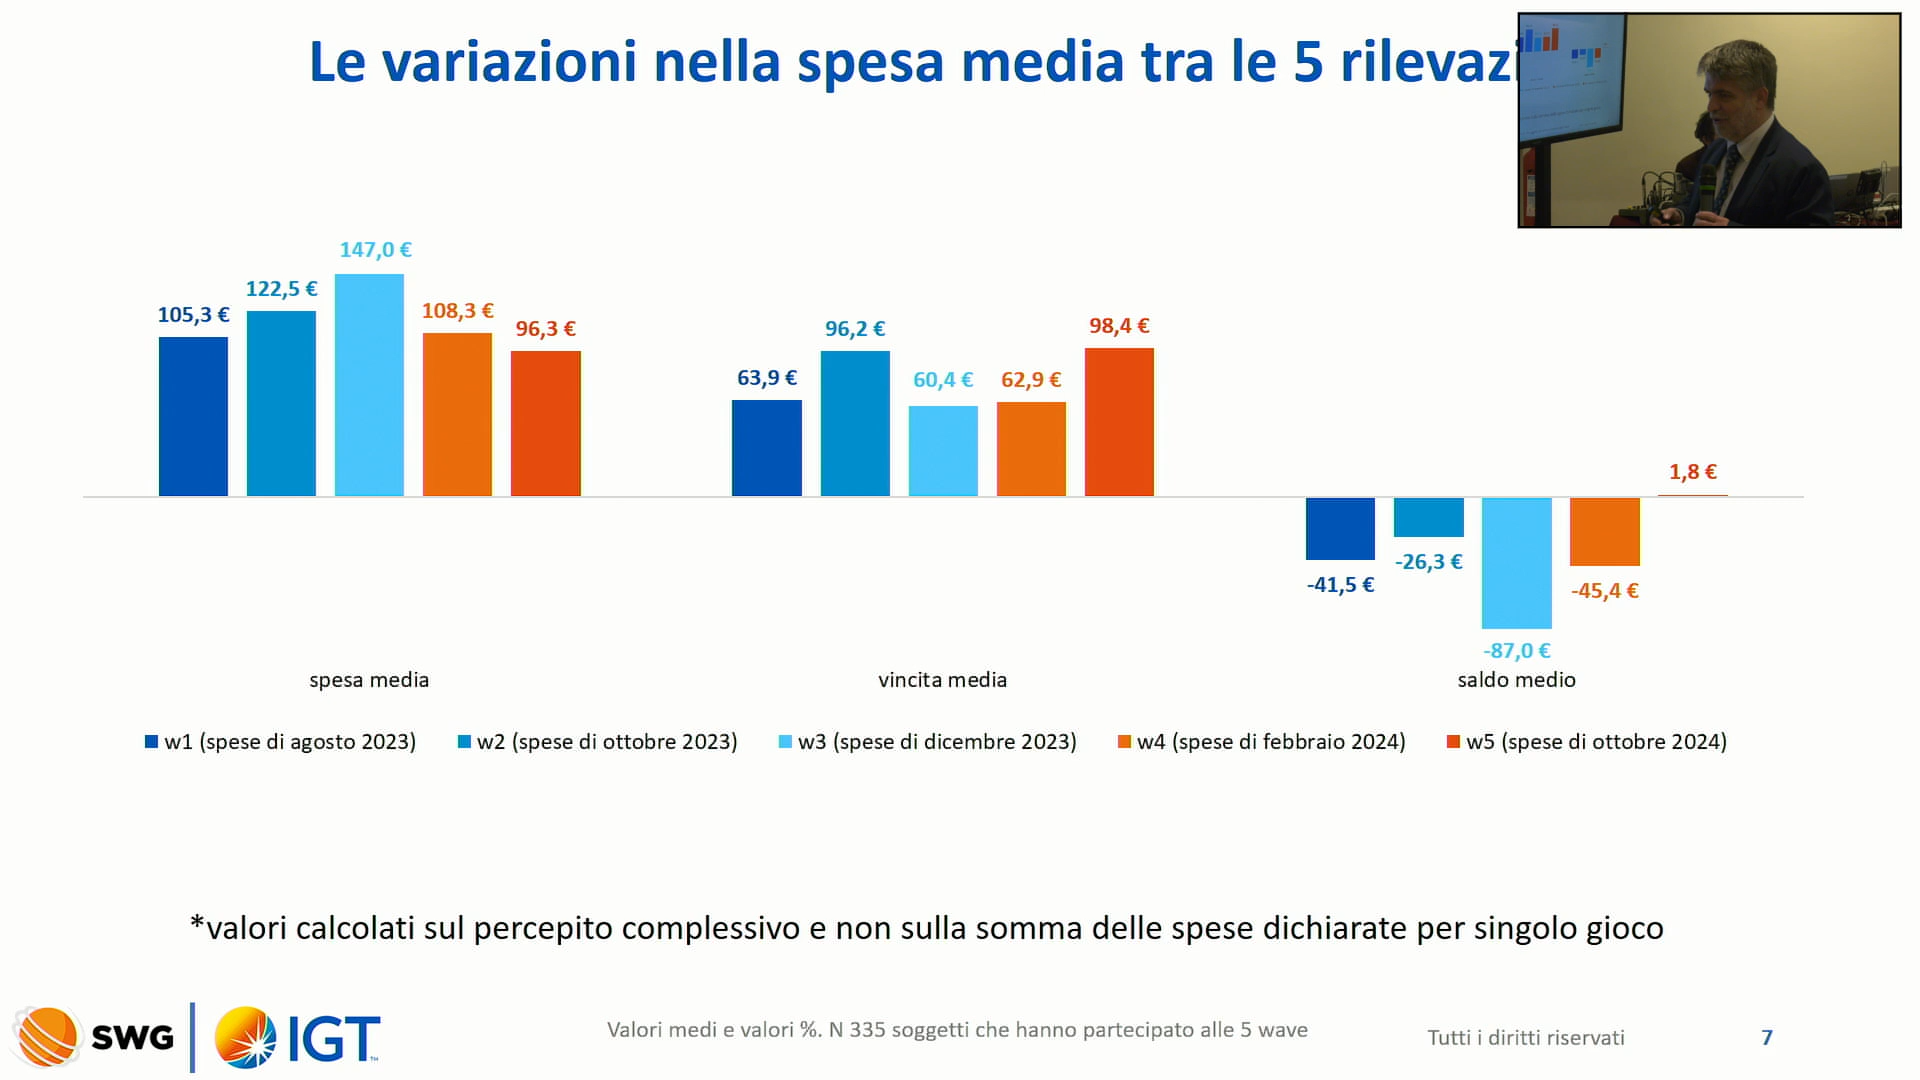 Le variazioni nella spesa media tra le 5 rilevazi
147,0 €
122,5 €
105,3 €
108,3 €
96,3 €
63,9 €
96,2 €
60,4 €
62,9 €
98,4 €
1,8 €
-41,5 €
-26,3 €
-87,0 €
-45,4 €
spesa media
vincita media
saldo medio
w1 (spese di agosto 2023)
w2 (spese di ottobre 2023)
w3 (spese di dicembre 2023)
w4 (spese di febbraio 2024)
w5 (spese di ottobre 2024)
*valori calcolati sul percepito complessivo e non sulla somma delle spese dichiarate per singolo gioco
SWG
IGT
Valori medi e valori %. N 335 soggetti che hanno partecipato alle 5 wave
Tutti i diritti riservati
7